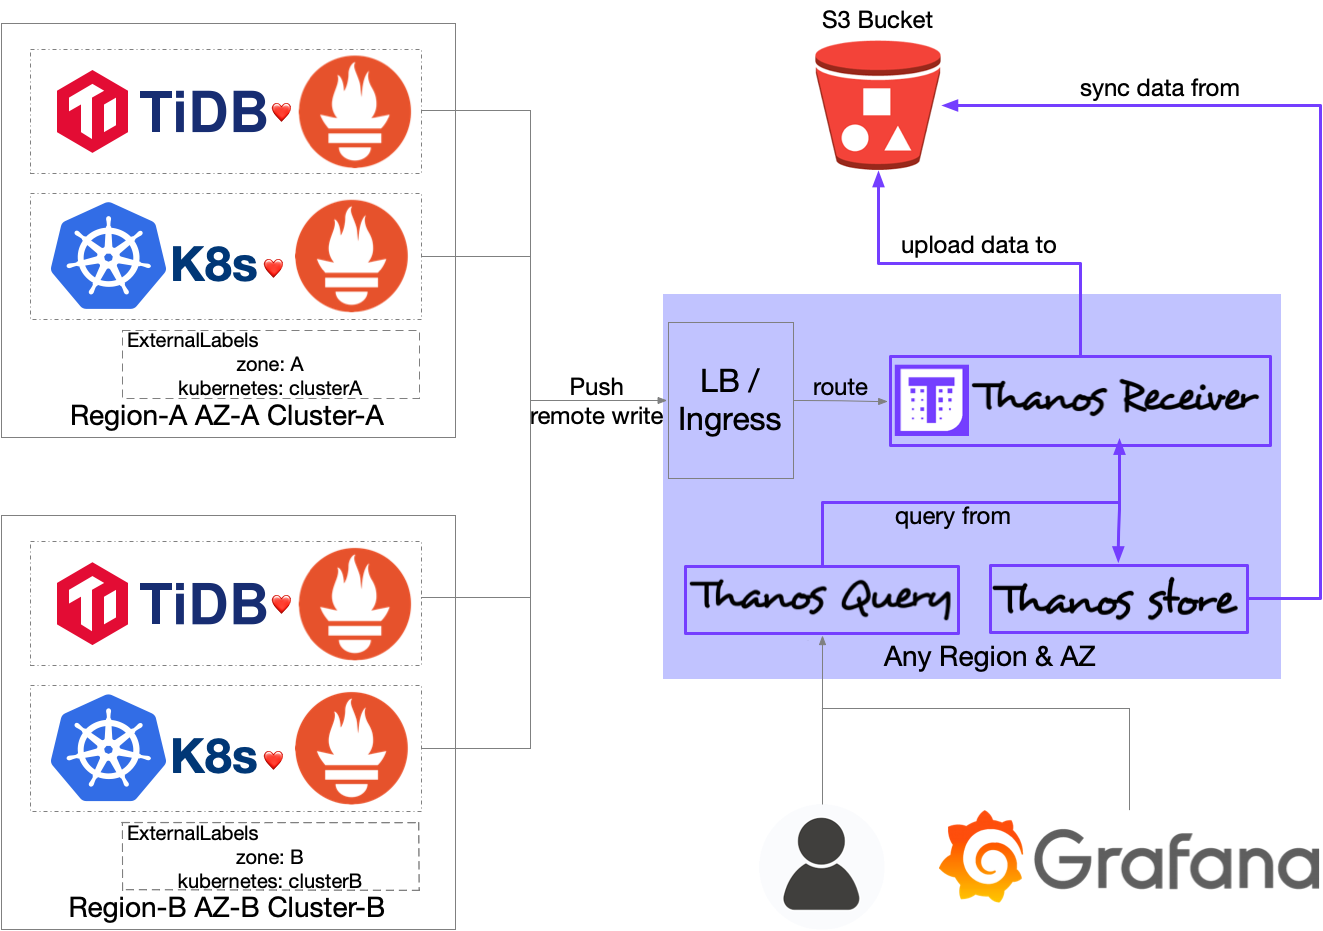 S3 Bucket
sync data from
TiDB
K8s
ExternalLabels
zone: A
kubernetes: clusterA
Region-A AZ-A Cluster-A
upload data to
Push
remote write
LB /
Ingress
route
Thanos Receiver
query from
Thanos Query
Thanos store
Any Region & AZ
TiDB
K8s
ExternalLabels
zone: B
kubernetes: clusterB
Region-B AZ-B Cluster-B
Grafana